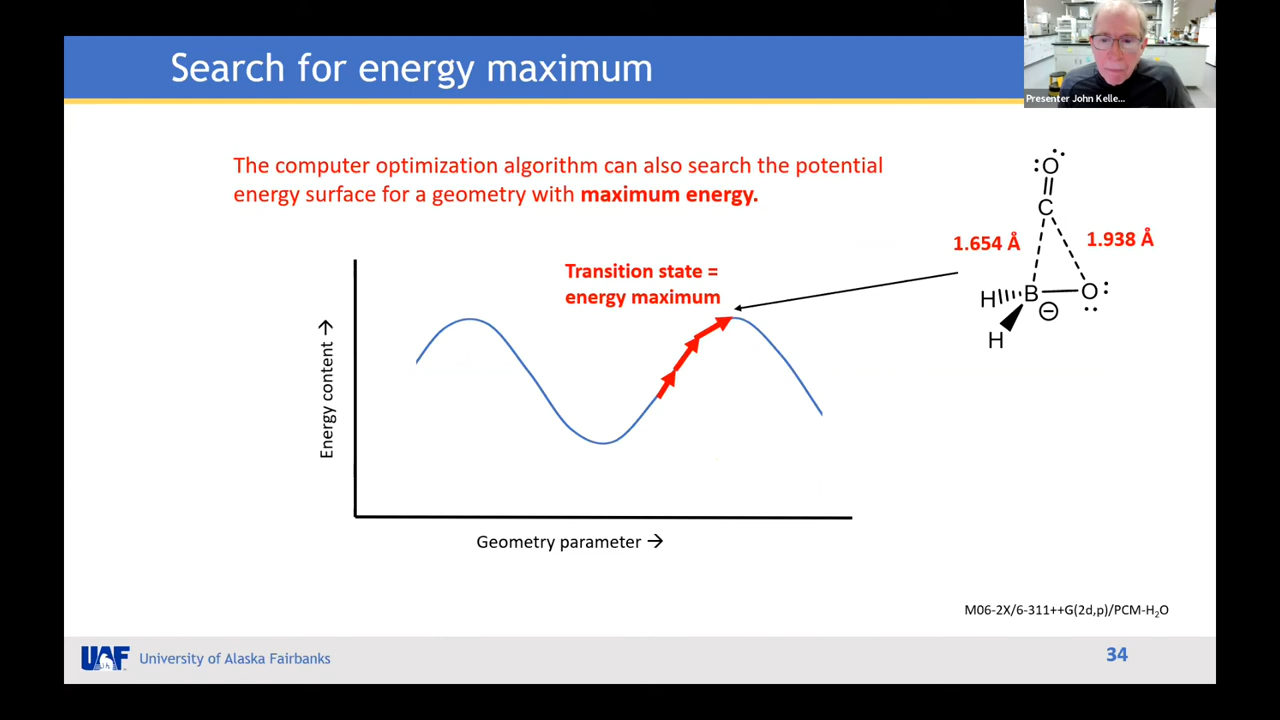 Search for energy maximum
Presenter John Kelle...
The computer optimization algorithm can also search the potential
energy surface for a geometry with maximum energy.
Transition state =
energy maximum
Energy content →
Geometry parameter →
:O:
C
1.654 Å
1.938 Å
H
B
O:
⊖
H
M06-2X/6-311++G(2d,p)/PCM-H₂O
UAF
University of Alaska Fairbanks
34